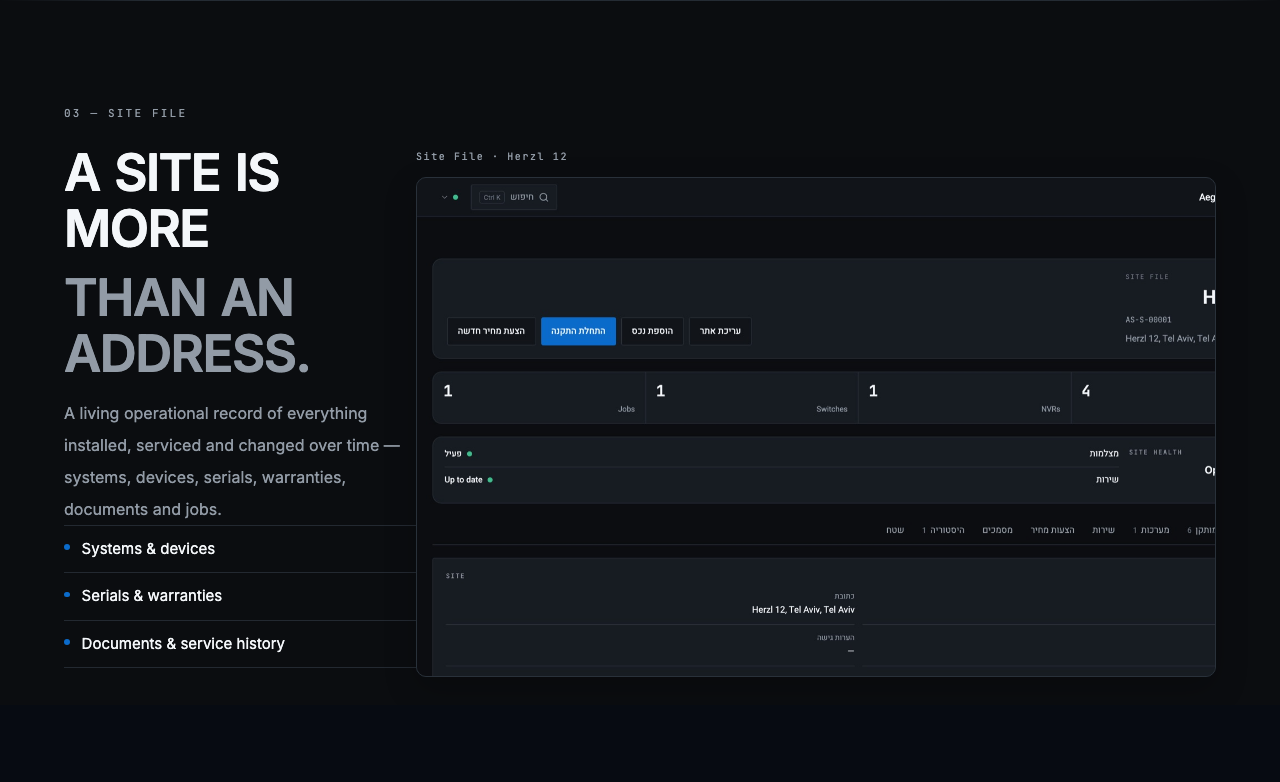 03 — SITE FILE
A SITE IS
MORE
THAN AN
ADDRESS.
A living operational record of everything
installed, serviced and changed over time —
systems, devices, serials, warranties,
documents and jobs.
Systems & devices
Serials & warranties
Documents & service history
Site File · Herzl 12
Ctrl K חיפוש
Aeg
SITE FILE
H
AS-S-00001
Herzl 12, Tel Aviv, Tel A
עריכת אתר
הוספת נכס
התחלת התקנה
הצעת מחיר חדשה
1
Jobs
1
Switches
1
NVRs
4
SITE HEALTH
Op
מצלמות
פעיל
שירות
Up to date
מותקן 6
מערכות 1
שירות
הצעות מחיר
מסמכים
היסטוריה 1
שטח
SITE
כתובת
Herzl 12, Tel Aviv, Tel Aviv
הערות גישה
—